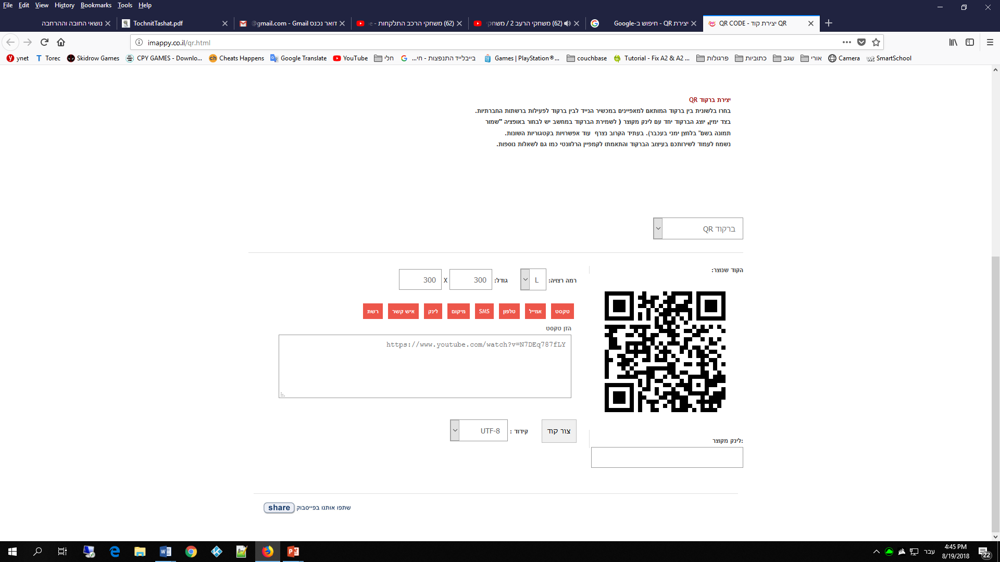 File Edit View History Bookmarks Tools Help
נושאי החובה וההרחבה
TochnitTashat.pdf
דואר נכנס - Gmail @gmail.com
(62) משחקי הרכב התלקחות -
(62) משחקי הרעב 2 / משחקי
יצירת QR - חיפוש ב-Google
QR CODE - יצירת קוד QR
imappy.co.il/qr.html
ynet Torec Skidrow Games CPY GAMES - Downlo... Cheats Happens Google Translate YouTube חלי בייבלייד התנפצות - חי... Games | PlayStation®... couchbase Tutorial - Fix A2 & A2 ... פרגולות כתוביות שגב אורי Camera SmartSchool
יצירת ברקוד QR
בחרו בלשונית בין ברקוד המותאם למאפיינים במכשיר הנייד לבין ברקוד לפעילות ברשתות החברתיות.
בצד ימין, יוצג הברקוד יחד עם לינק מקוצר ( לשמירת הברקוד במחשב יש לבחור באופציה "שמור
תמונה בשם" בלחצן ימני בעכבר). בעתיד הקרוב נצרף עוד אפשרויות בקטגוריות השונות.
נשמח לעמוד לשירותכם בעיצוב הברקוד והתאמתו לקמפיין הרלוונטי כמו גם לשאלות נוספות.
ברקוד QR
הקוד שנוצר:
רמה רצויה: L גודל: 300 X 300
טקסט אמייל טלפון SMS מיקום לינק איש קשר רשת
הזן טקסט
https://www.youtube.com/watch?v=N7DEq787fLY
צור קוד קידוד : UTF-8
לינק מקוצר:
share שתפו אותנו בפייסבוק
עבר
4:45 PM
8/19/2018
22